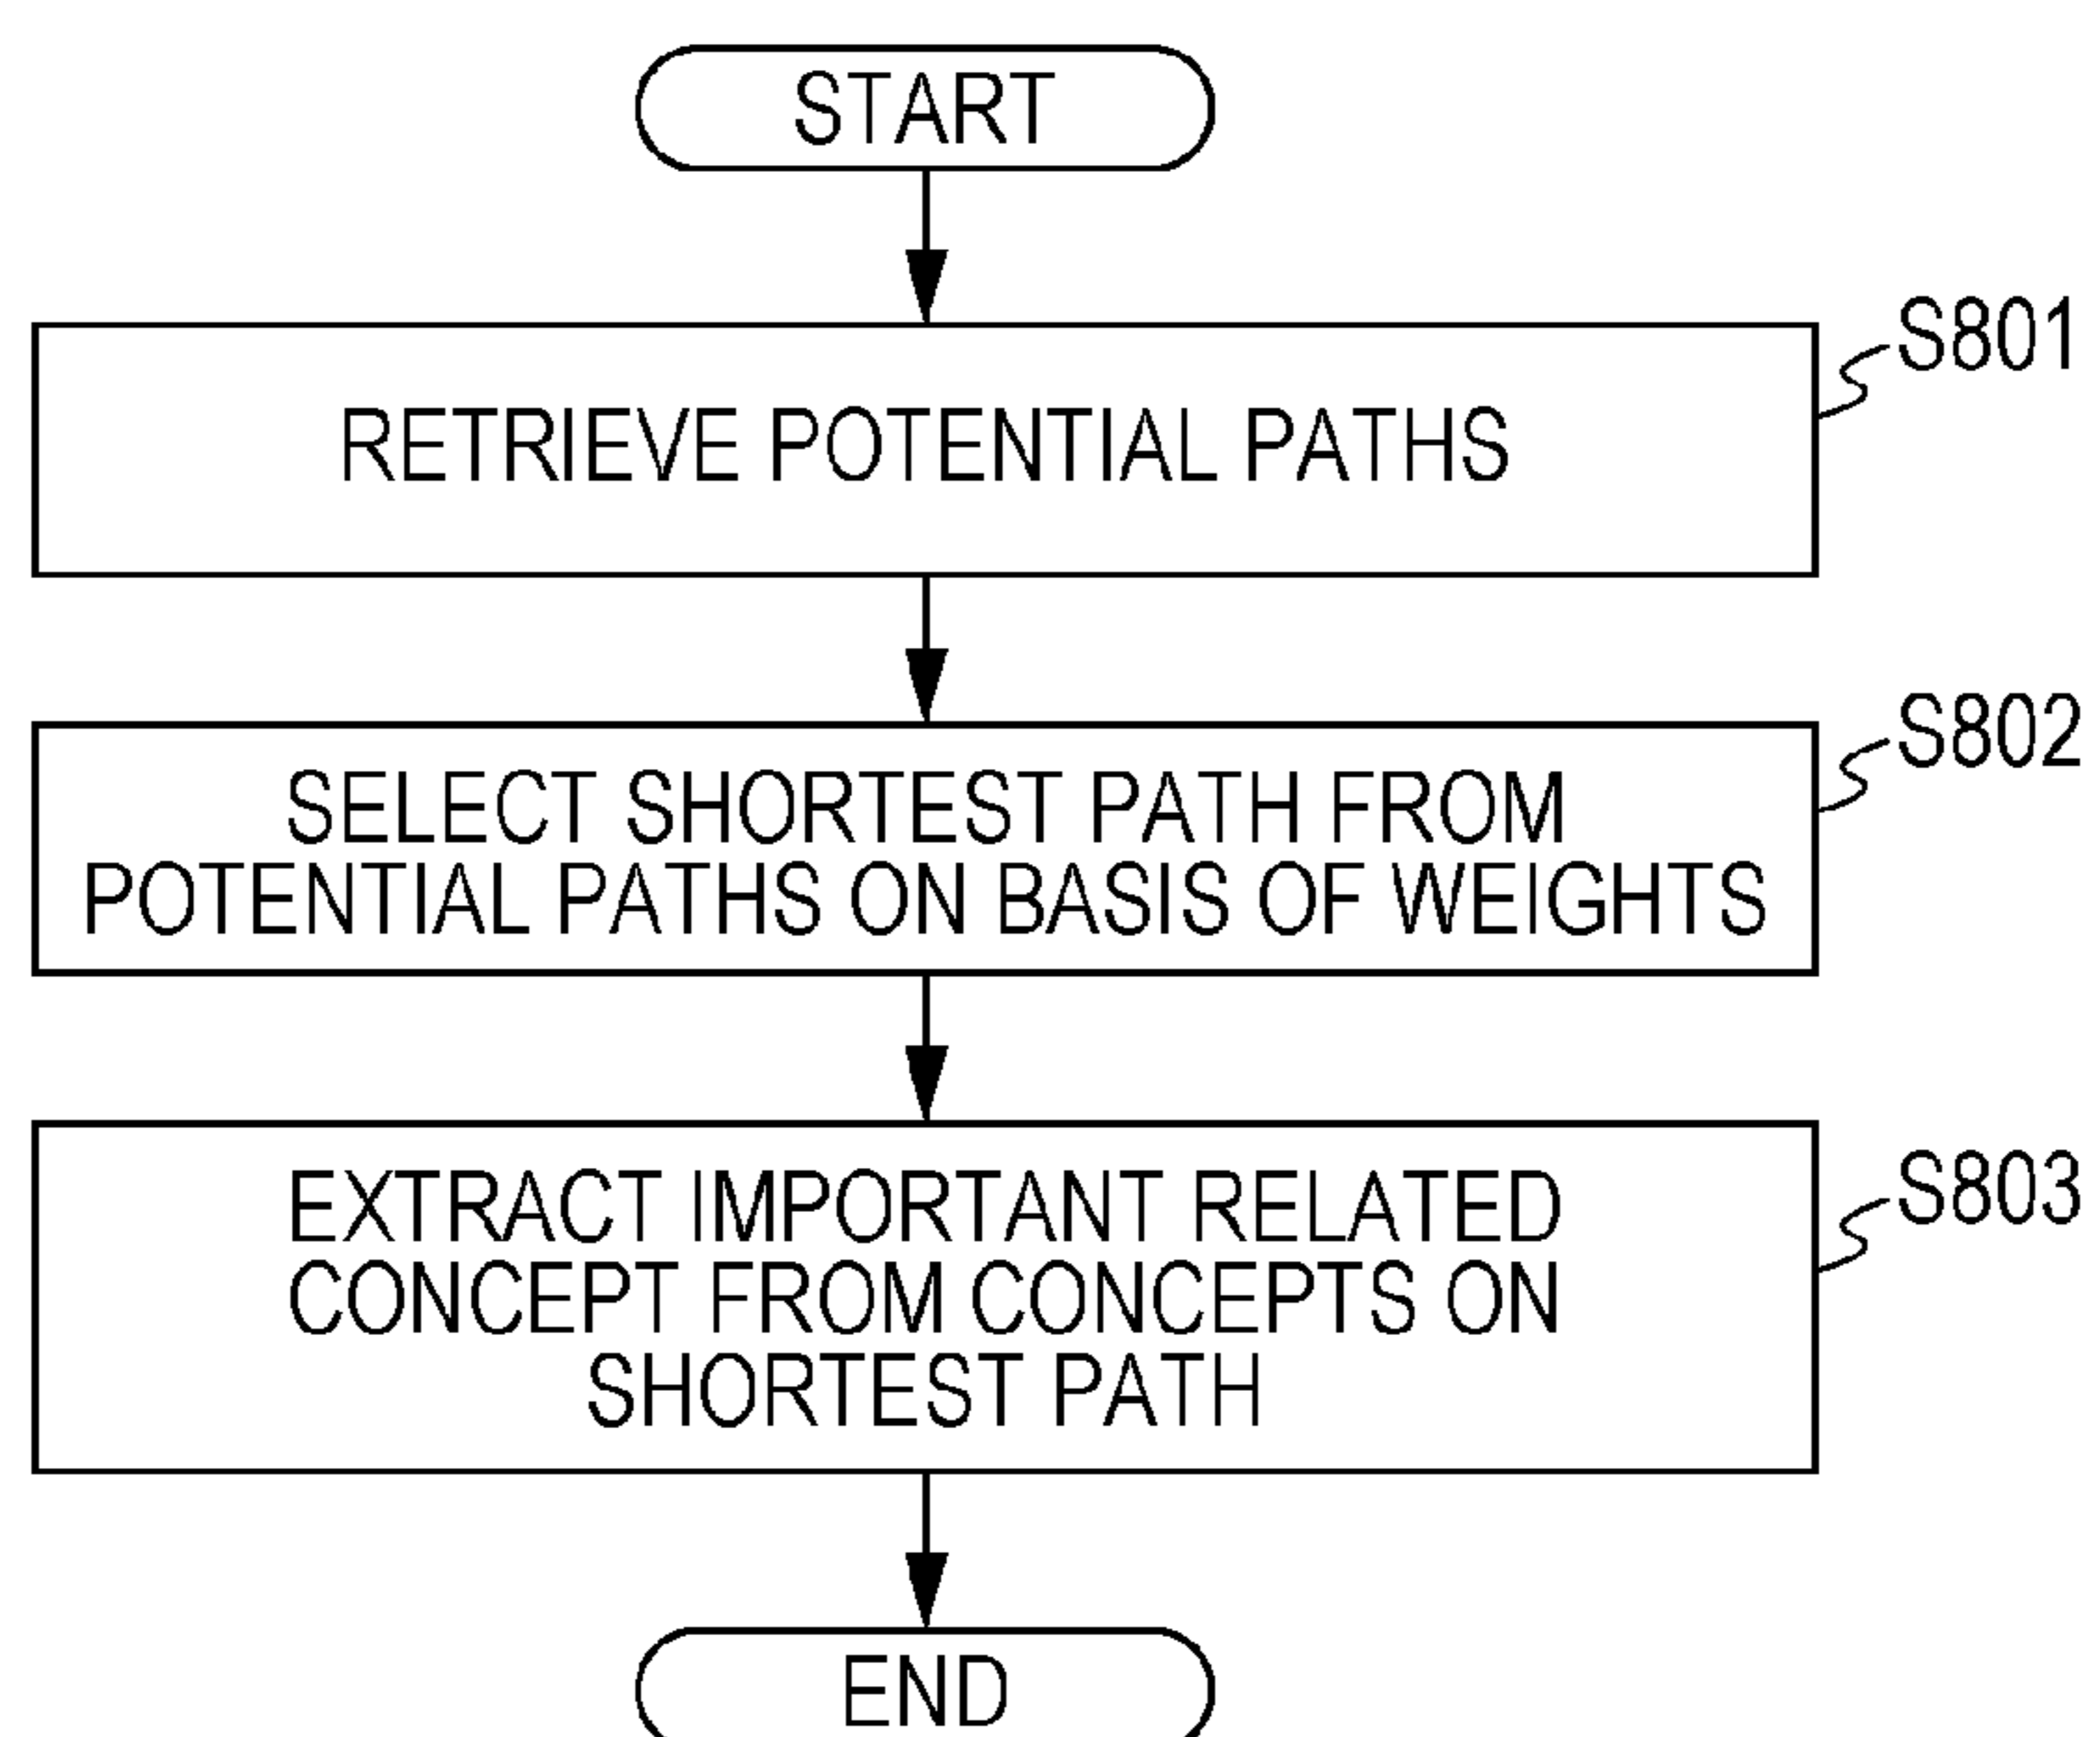 START
S801
RETRIEVE POTENTIAL PATHS
S802
SELECT SHORTEST PATH FROM
POTENTIAL PATHS ON BASIS OF WEIGHTS
S803
EXTRACT IMPORTANT RELATED
CONCEPT FROM CONCEPTS ON
SHORTEST PATH
END